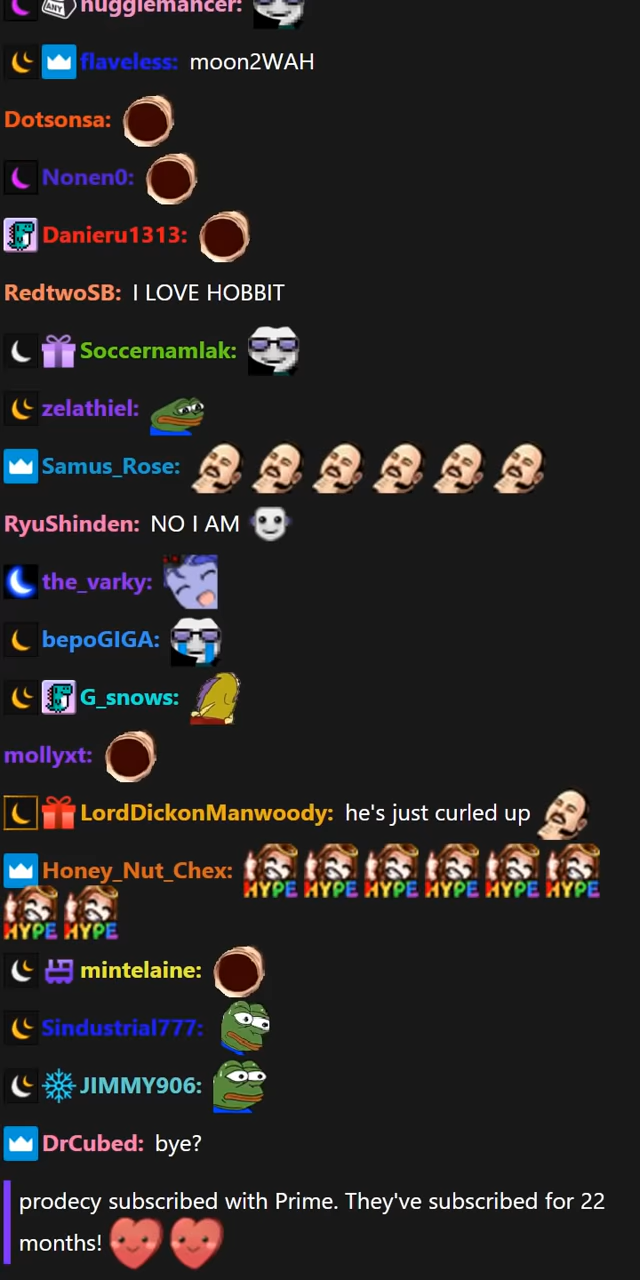 hugglemancer:
flaveless: moon2WAH
Dotsonsa:
Nonen0:
Danieru1313:
RedtwoSB: I LOVE HOBBIT
Soccernamlak:
zelathiel:
Samus_Rose:
RyuShinden: NO I AM
the_varky:
bepoGIGA:
G_snows:
mollyxt:
LordDickonManwoody: he's just curled up
Honey_Nut_Chex: HYPE HYPE HYPE HYPE HYPE HYPE
HYPE HYPE
mintelaine:
Sindustrial777:
JIMMY906:
DrCubed: bye?
prodecy subscribed with Prime. They've subscribed for 22
months!